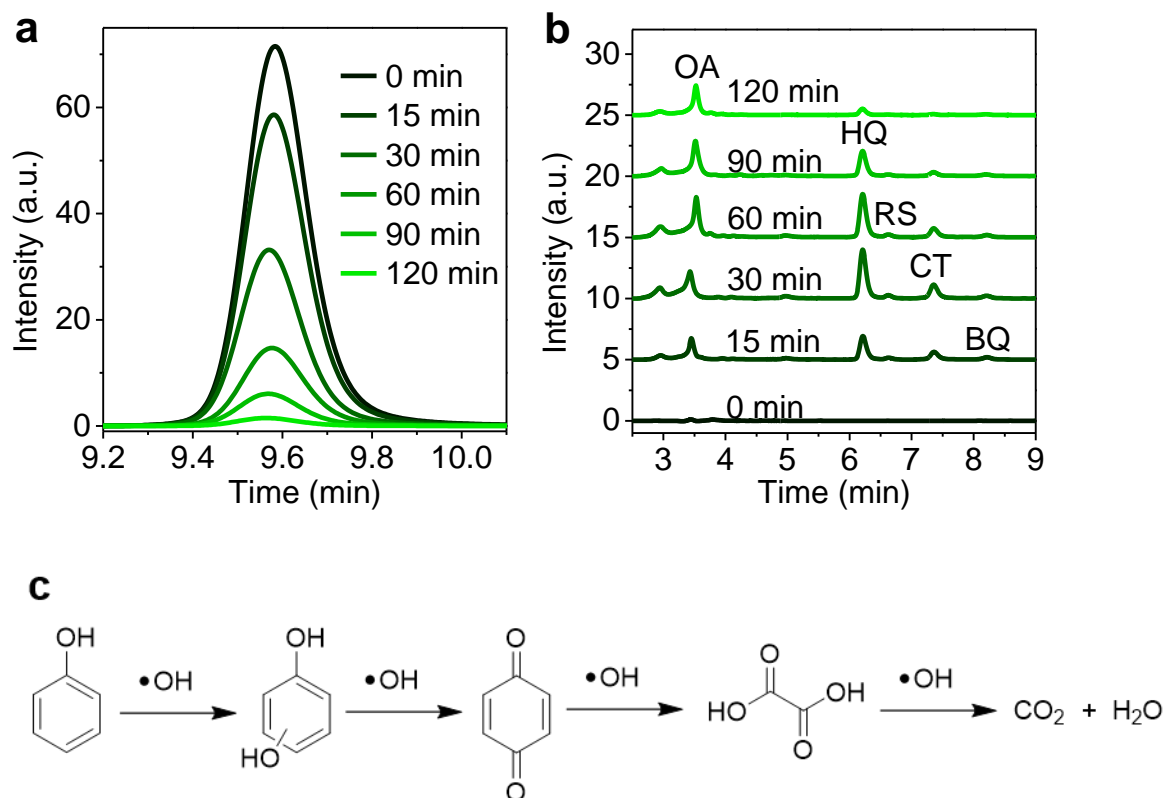 a
Intensity (a.u.)
60
40
20
0
9.2 9.4 9.6 9.8 10.0
Time (min)
0 min
15 min
30 min
60 min
90 min
120 min
b
Intensity (a.u.)
30
25
20
15
10
5
0
3 4 5 6 7 8 9
Time (min)
OA
120 min
HQ
90 min
60 min
RS
30 min
CT
15 min
BQ
0 min
c
OH
•OH
OH
HO
•OH
O
O
•OH
O
OH
HO
O
•OH
CO₂ + H₂O